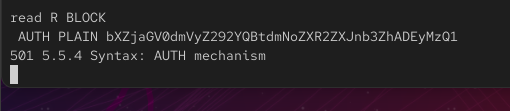 read R BLOCK
AUTH PLAIN bXZjaGV0dmVyZ292YQBtdmNoZXR2ZXJnb3ZhADEyMzQ1
501 5.5.4 Syntax: AUTH mechanism